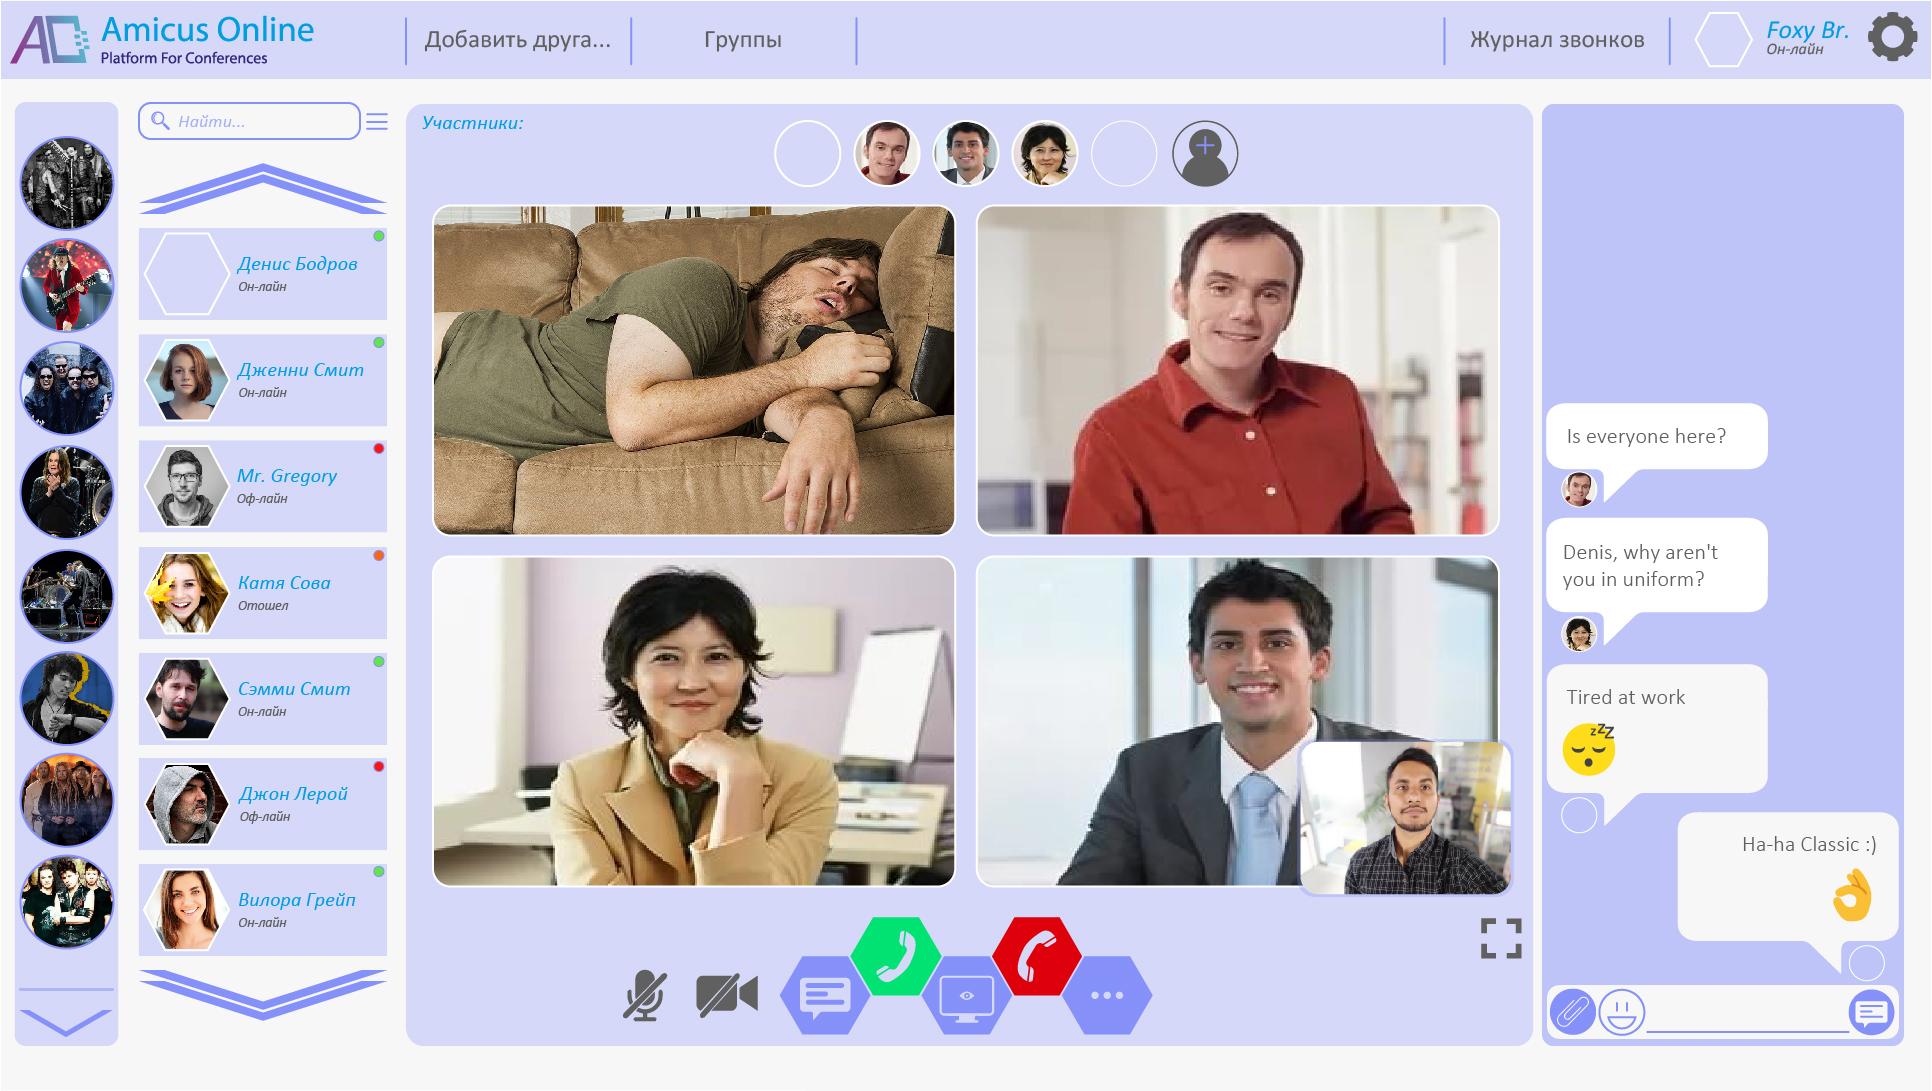 Amicus Online
Platform For Conferences
Добавить друга...
Группы
Журнал звонков
Foxy Br.
Он-лайн
Найти...
Денис Бодров
Он-лайн
Дженни Смит
Он-лайн
Mr. Gregory
Оф-лайн
Катя Сова
Отошел
Сэмми Смит
Он-лайн
Джон Лерой
Оф-лайн
Вилора Грейп
Он-лайн
Участники:
Is everyone here?
Denis, why aren't
you in uniform?
Tired at work
zzZ
Ha-ha Classic :)